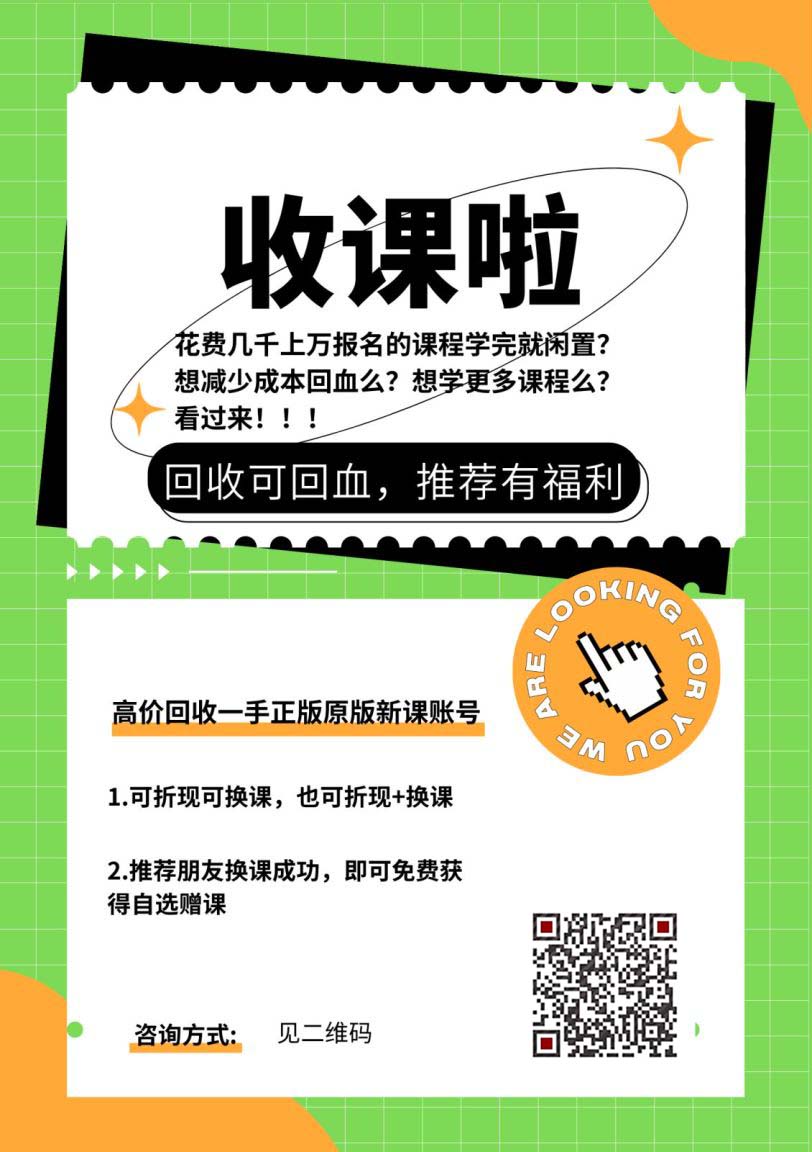 收课啦
花费几千上万报名的课程学完就闲置？
想减少成本回血么？想学更多课程么？
看过来！！！
回收可回血，推荐有福利
WE ARE LOOKING FOR YOU
高价回收一手正版原版新课账号
1.可折现可换课，也可折现+换课
2.推荐朋友换课成功，即可免费获
得自选赠课
咨询方式: 见二维码